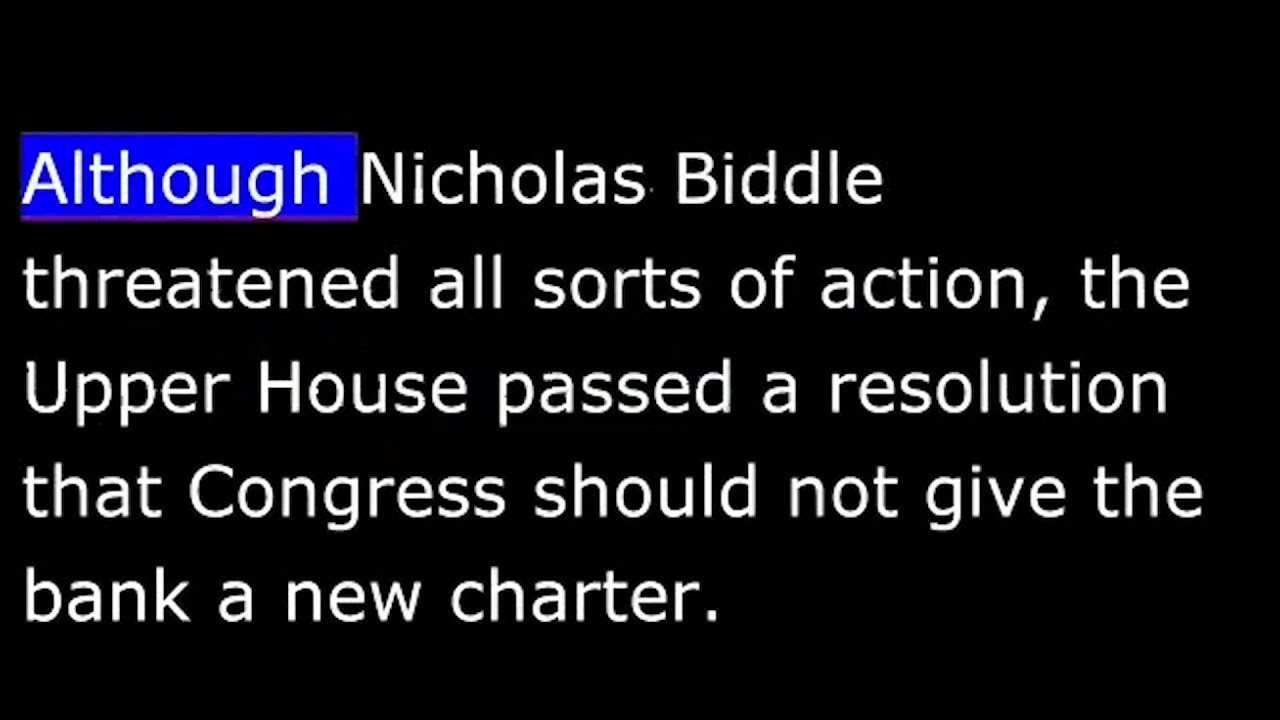 Although Nicholas Biddle
threatened all sorts of action, the
Upper House passed a resolution
that Congress should not give the
bank a new charter.